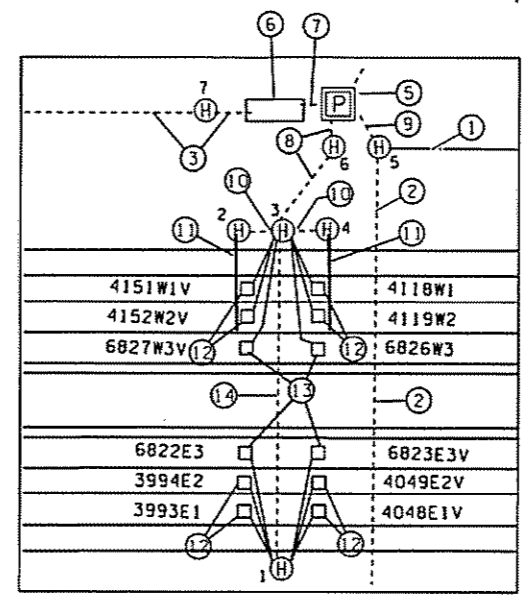 6 7
7 H P 5
9 1
3 8 H 6 H 5
10 10 2
2 H 3 H H 4
11 11
4151W1V 4118W1
4152W2V 4119W2
6827W3V 12 12 6826W3
14 13 2
6822E3 6823E3V
3994E2 4049E2V
3993E1 4048E1V
12 12
1 H